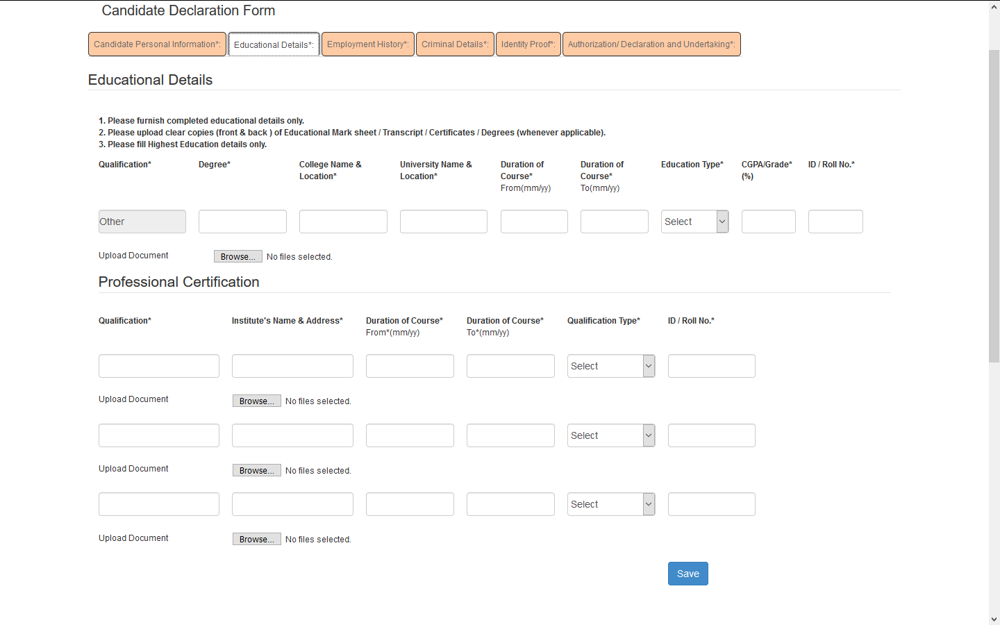 Candidate Declaration Form
Candidate Personal Information*: Educational Details*: Employment History*: Criminal Details*: Identity Proof*: Authorization/ Declaration and Undertaking*:
Educational Details
1. Please furnish completed educational details only.
2. Please upload clear copies (front & back ) of Educational Mark sheet / Transcript / Certificates / Degrees (whenever applicable).
3. Please fill Highest Education details only.
Qualification* Degree* College Name & University Name & Duration of Duration of Education Type* CGPA/Grade* ID / Roll No.*
Location* Location* Course* Course* (%)
From(mm/yy) To(mm/yy)
Other Select
Upload Document Browse... No files selected.
Professional Certification
Qualification* Institute's Name & Address* Duration of Course* Duration of Course* Qualification Type* ID / Roll No.*
From*(mm/yy) To*(mm/yy)
Select
Upload Document Browse... No files selected.
Select
Upload Document Browse... No files selected.
Select
Upload Document Browse... No files selected.
Save